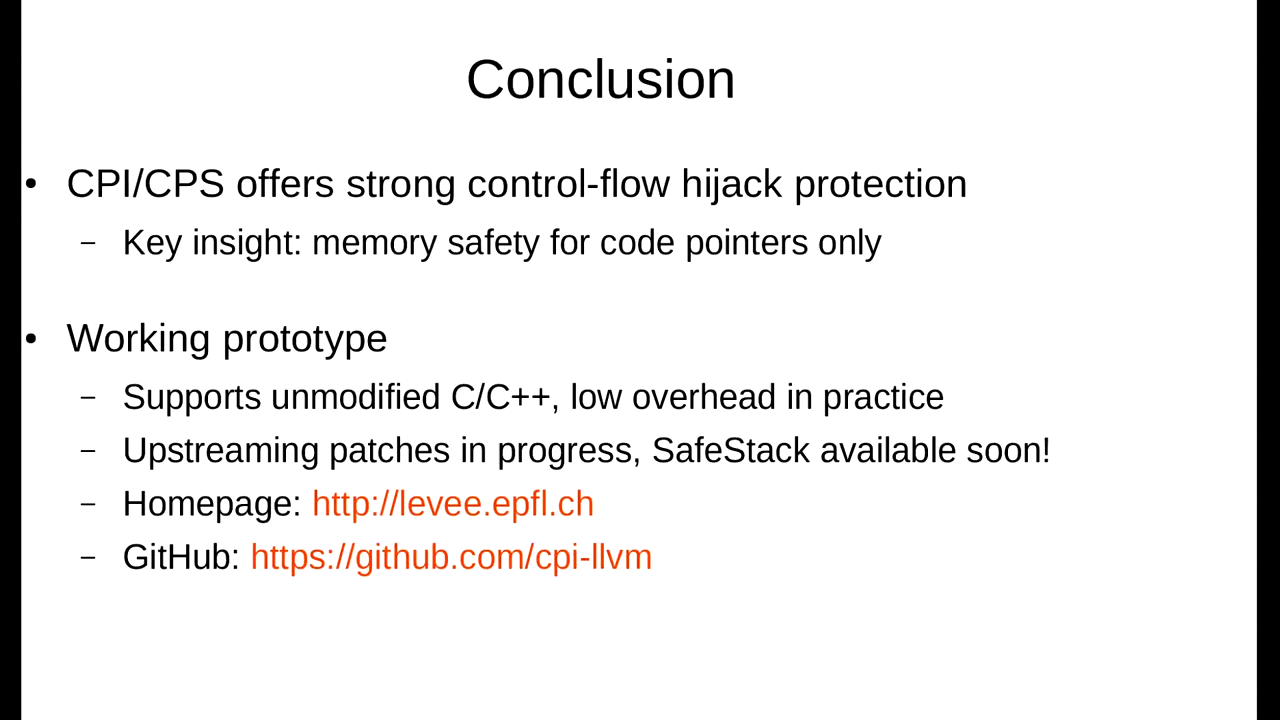 Conclusion
• CPI/CPS offers strong control-flow hijack protection
– Key insight: memory safety for code pointers only
• Working prototype
– Supports unmodified C/C++, low overhead in practice
– Upstreaming patches in progress, SafeStack available soon!
– Homepage: http://levee.epfl.ch
– GitHub: https://github.com/cpi-llvm